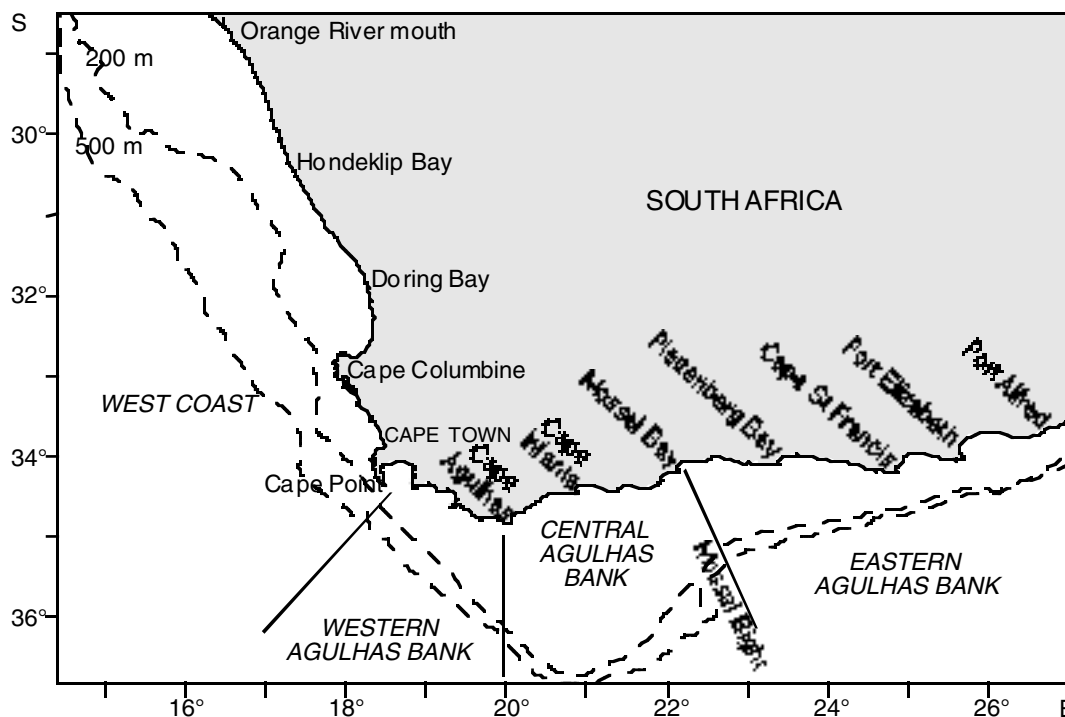 S
Orange River mouth
200 m
30°
500 m
Hondeklip Bay
SOUTH AFRICA
Doring Bay
32°
Cape Columbine
WEST COAST
CAPE TOWN
34°
Cape Point
Cape Agulhas
Cape Infanta
Mossel Bay
Plettenberg Bay
Cape St Francis
Port Elizabeth
Port Alfred
CENTRAL
AGULHAS
BANK
EASTERN
AGULHAS BANK
Mossel Bight
36°
WESTERN
AGULHAS BANK
16°
18°
20°
22°
24°
26°
E